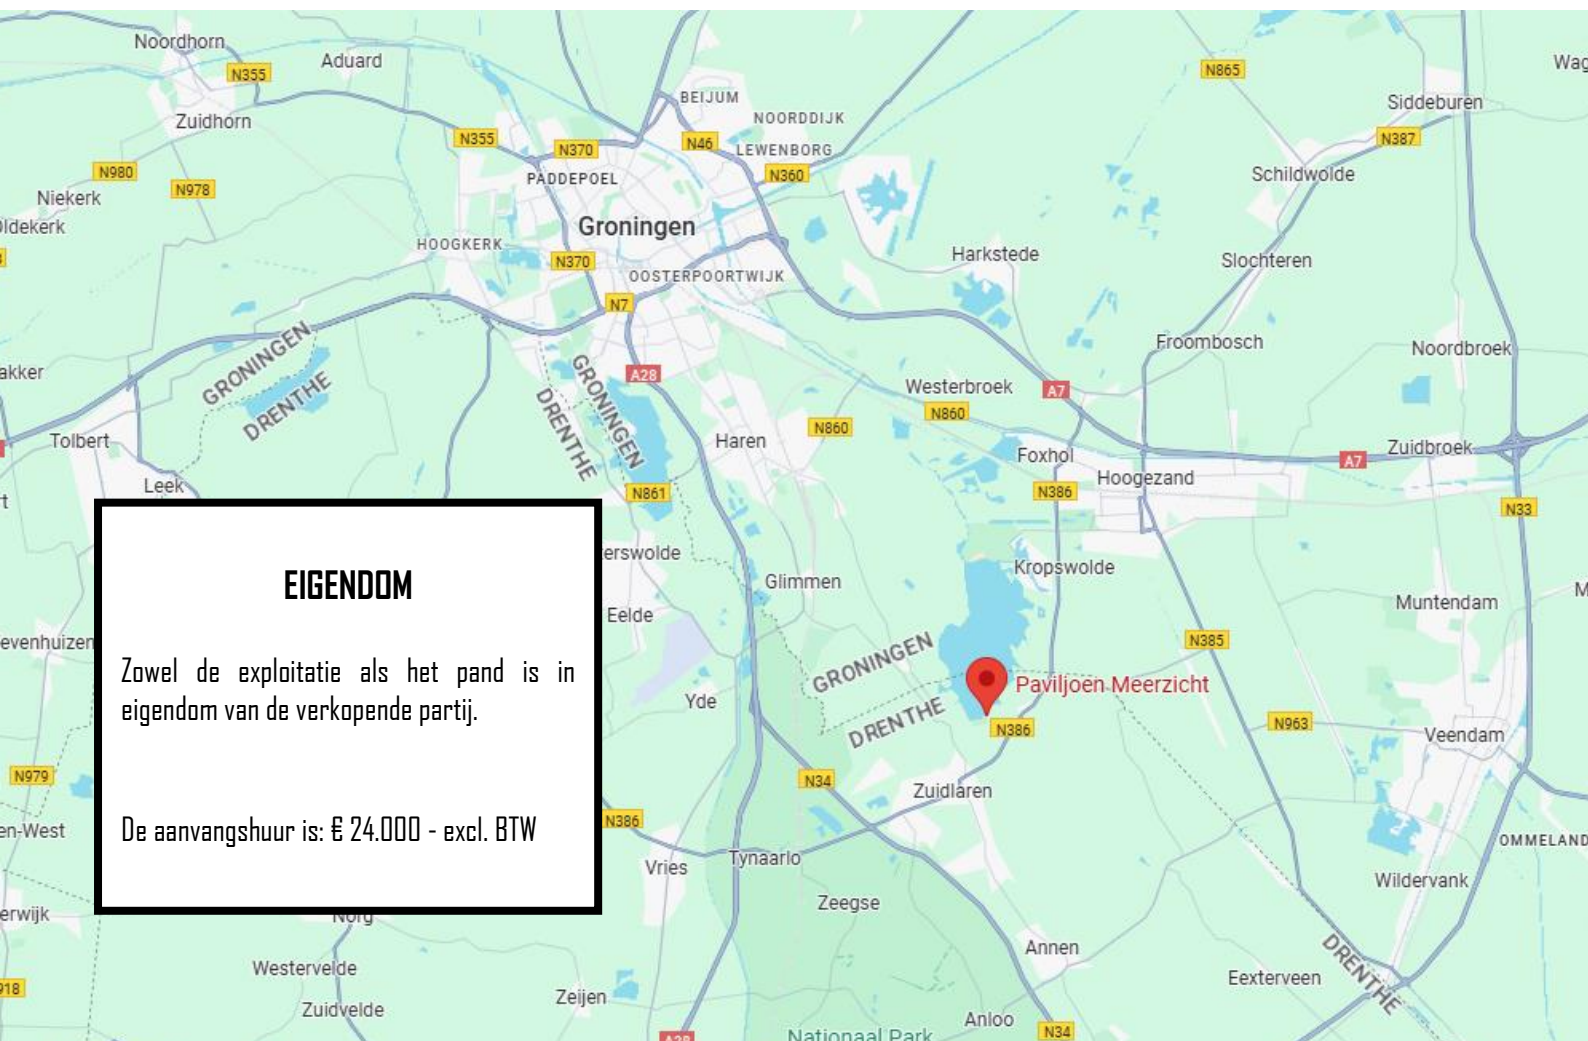 Noordhorn
Aduard
N355
N865
Wag
BEIJUM
Siddeburen
Zuidhorn
NOORDDIJK
N355
N370
N46
LEWENBORG
N387
N980
N978
PADDEPOEL
N360
Schildwolde
Niekerk
Oldekerk
Groningen
HOOGKERK
Harkstede
Slochteren
N370
OOSTERPOORTWIJK
N7
GRONINGEN
DRENTHE
Froombosch
Noordbroek
akker
A28
GRONINGEN
DRENTHE
Westerbroek
A7
N860
N860
Tolbert
Haren
Foxhol
Zuidbroek
A7
Leek
N861
N386
Hoogezand
rt
N33
EIGENDOM
Zowel de exploitatie als het pand is in
eigendom van de verkopende partij.
De aanvangshuur is: € 24.000 - excl. BTW
erswolde
Glimmen
Kropswolde
Eelde
Muntendam
M
evenhuizen
GRONINGEN
DRENTHE
N385
Yde
Paviljoen Meerzicht
N386
N963
Veendam
N979
N34
Zuidlaren
en-West
N386
OMMELAND
Vries
Tynaarlo
Wildervank
erwijk
Norg
Zeegse
Westervelde
Annen
DRENTHE
Eexterveen
918
Zuidvelde
Zeijen
Anloo
A28
Nationaal Park
N34